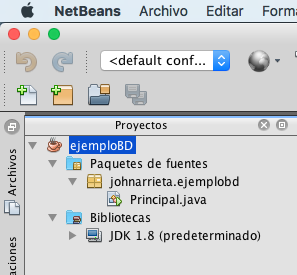 NetBeans Archivo Editar
<default conf...
Proyectos
ejemploBD
Paquetes de fuentes
johnarrieta.ejemplobd
Principal.java
Bibliotecas
JDK 1.8 (predeterminado)
Archivos